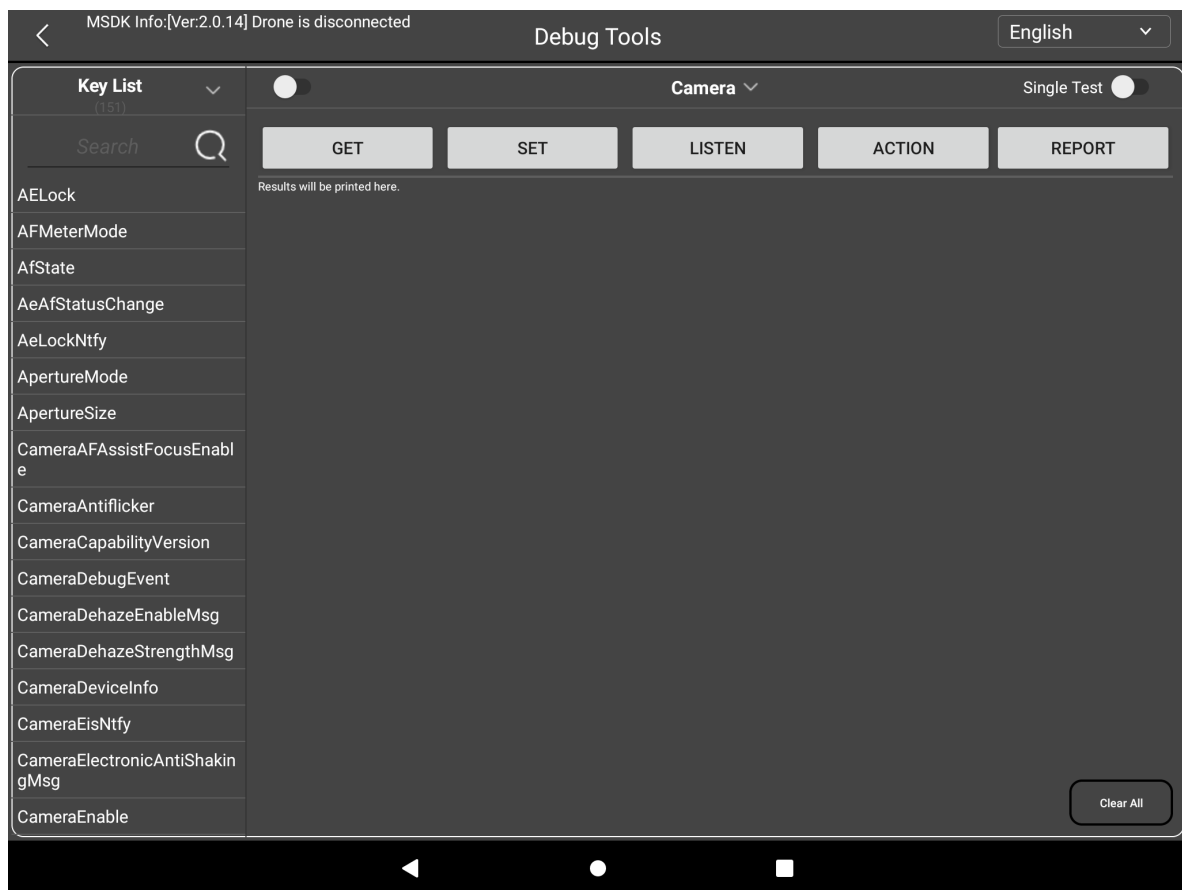 MSDK Info:[Ver:2.0.14] Drone is disconnected
Debug Tools
English
Key List
(151)
Search
Camera
Single Test
GET
SET
LISTEN
ACTION
REPORT
Results will be printed here.
AELock
AFMeterMode
AfState
AeAfStatusChange
AeLockNtfy
ApertureMode
ApertureSize
CameraAFAssistFocusEnabl
e
CameraAntiflicker
CameraCapabilityVersion
CameraDebugEvent
CameraDehazeEnableMsg
CameraDehazeStrengthMsg
CameraDeviceInfo
CameraEisNtfy
CameraElectronicAntiShakin
gMsg
CameraEnable
Clear All